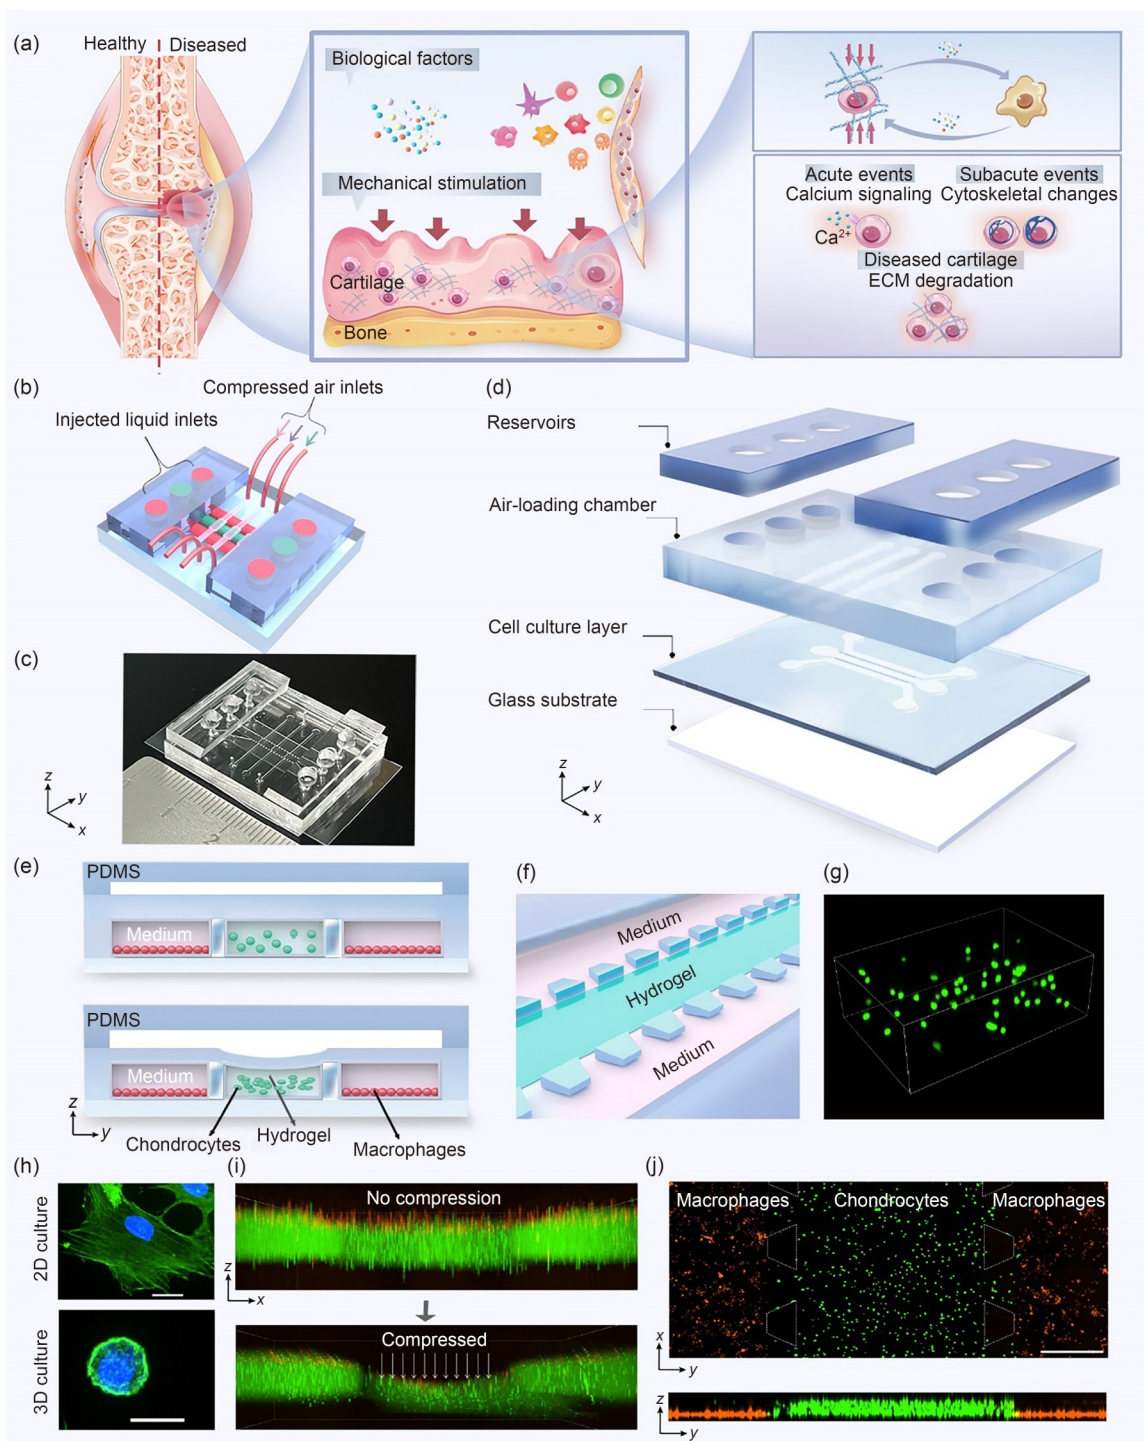 (a)
Healthy
Diseased
Biological factors
Mechanical stimulation
Cartilage
Bone
Acute events
Calcium signaling
Subacute events
Cytoskeletal changes
Ca2+
Diseased cartilage
ECM degradation
(b)
Compressed air inlets
Injected liquid inlets
(c)
1
2
z
y
x
(d)
Reservoirs
Air-loading chamber
Cell culture layer
Glass substrate
z
y
x
(e)
PDMS
Medium
PDMS
Medium
z
y
Chondrocytes
Hydrogel
Macrophages
(f)
Medium
Hydrogel
Medium
(g)
(h)
2D culture
3D culture
(i)
No compression
z
x
Compressed
(j)
Macrophages
Chondrocytes
Macrophages
x
y
z
y